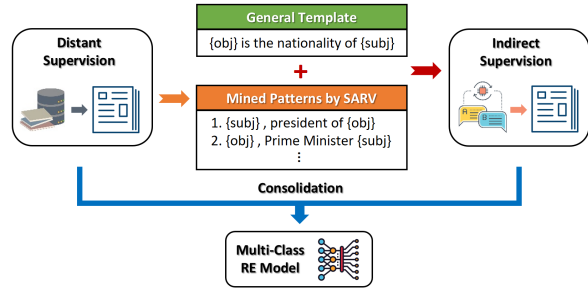 General Template
{obj} is the nationality of {subj}
Distant
Supervision
+
Mined Patterns by SARV
1. {subj} , president of {obj}
2. {obj} , Prime Minister {subj}
⋮
Indirect
Supervision
A
B
Consolidation
Multi-Class
RE Model